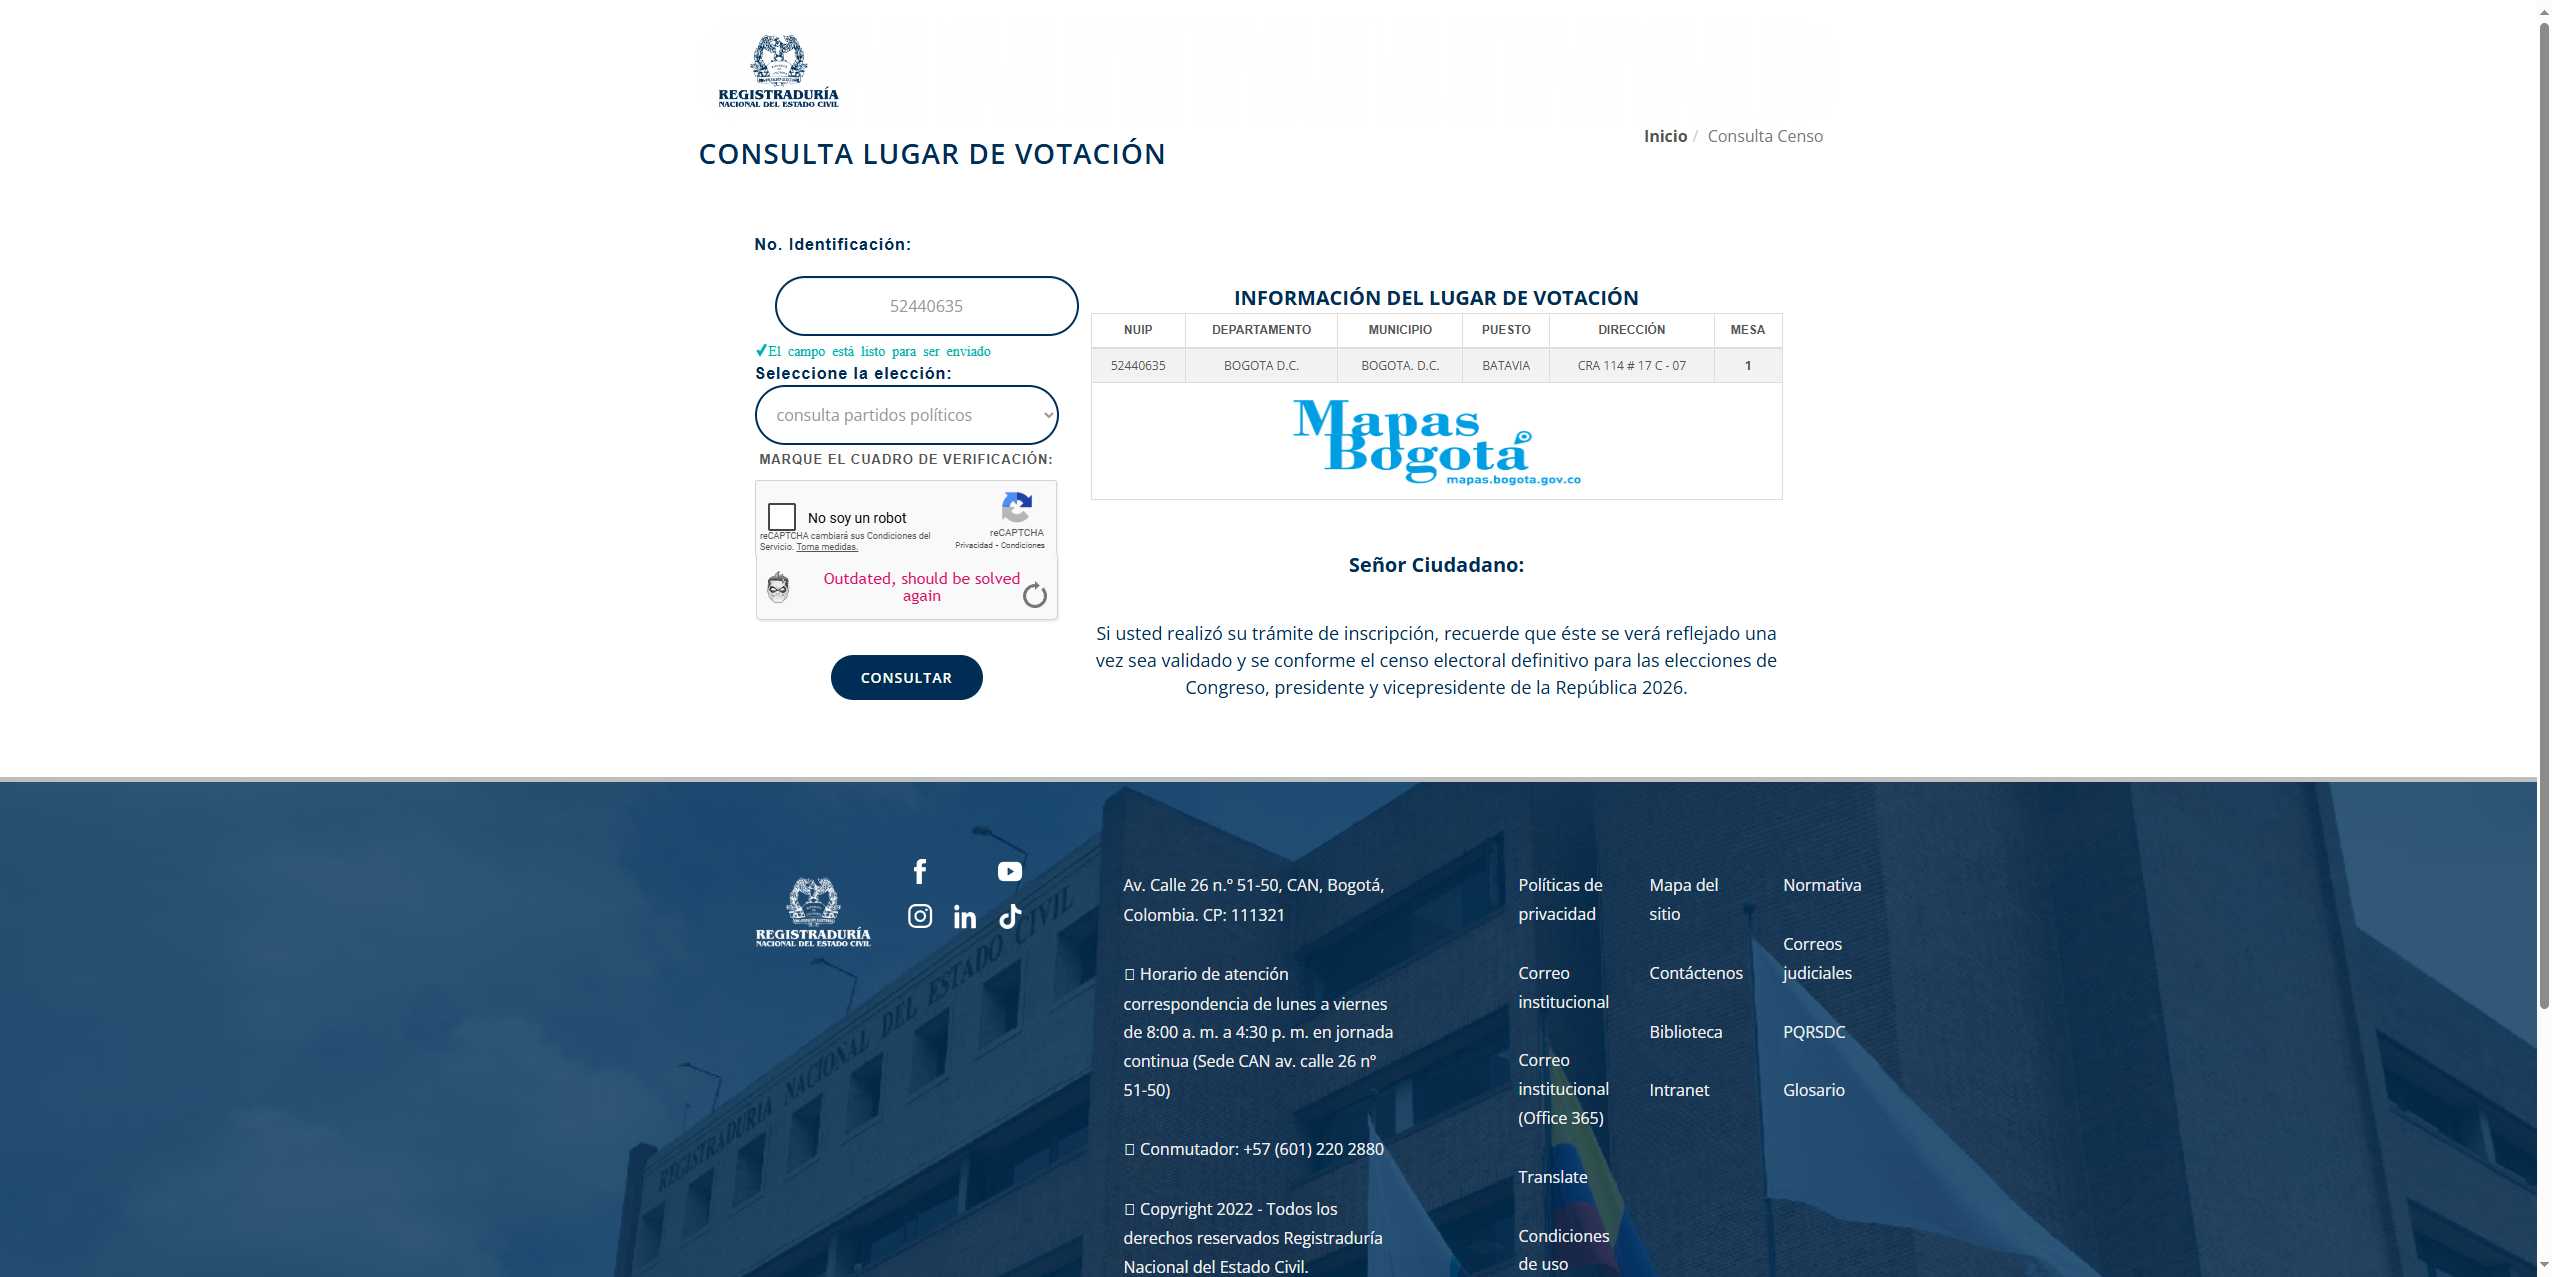 REGISTRADURÍA
NACIONAL DEL ESTADO CIVIL
Inicio / Consulta Censo
CONSULTA LUGAR DE VOTACIÓN
No. Identificación:
52440635
✔El campo está listo para ser enviado
Seleccione la elección:
consulta partidos políticos
MARQUE EL CUADRO DE VERIFICACIÓN:
No soy un robot
reCAPTCHA cambiará sus Condiciones del
Servicio. Toma medidas.
reCAPTCHA
Privacidad - Condiciones
Outdated, should be solved
again
CONSULTAR
INFORMACIÓN DEL LUGAR DE VOTACIÓN
NUIP DEPARTAMENTO MUNICIPIO PUESTO DIRECCIÓN MESA
52440635 BOGOTA D.C. BOGOTA. D.C. BATAVIA CRA 114 # 17 C - 07 1
Mapas
Bogotá
mapas.bogota.gov.co
Señor Ciudadano:
Si usted realizó su trámite de inscripción, recuerde que éste se verá reflejado una
vez sea validado y se conforme el censo electoral definitivo para las elecciones de
Congreso, presidente y vicepresidente de la República 2026.
REGISTRADURÍA
NACIONAL DEL ESTADO CIVIL
REGISTRADURÍA NACIONAL DEL ESTADO CIVIL
Av. Calle 26 n.º 51-50, CAN, Bogotá,
Colombia. CP: 111321
Horario de atención
correspondencia de lunes a viernes
de 8:00 a. m. a 4:30 p. m. en jornada
continua (Sede CAN av. calle 26 nº
51-50)
Conmutador: +57 (601) 220 2880
Copyright 2022 - Todos los
derechos reservados Registraduría
Nacional del Estado Civil.
Políticas de
privacidad
Correo
institucional
Correo
institucional
(Office 365)
Translate
Condiciones
de uso
Mapa del
sitio
Contáctenos
Biblioteca
Intranet
Normativa
Correos
judiciales
PQRSDC
Glosario